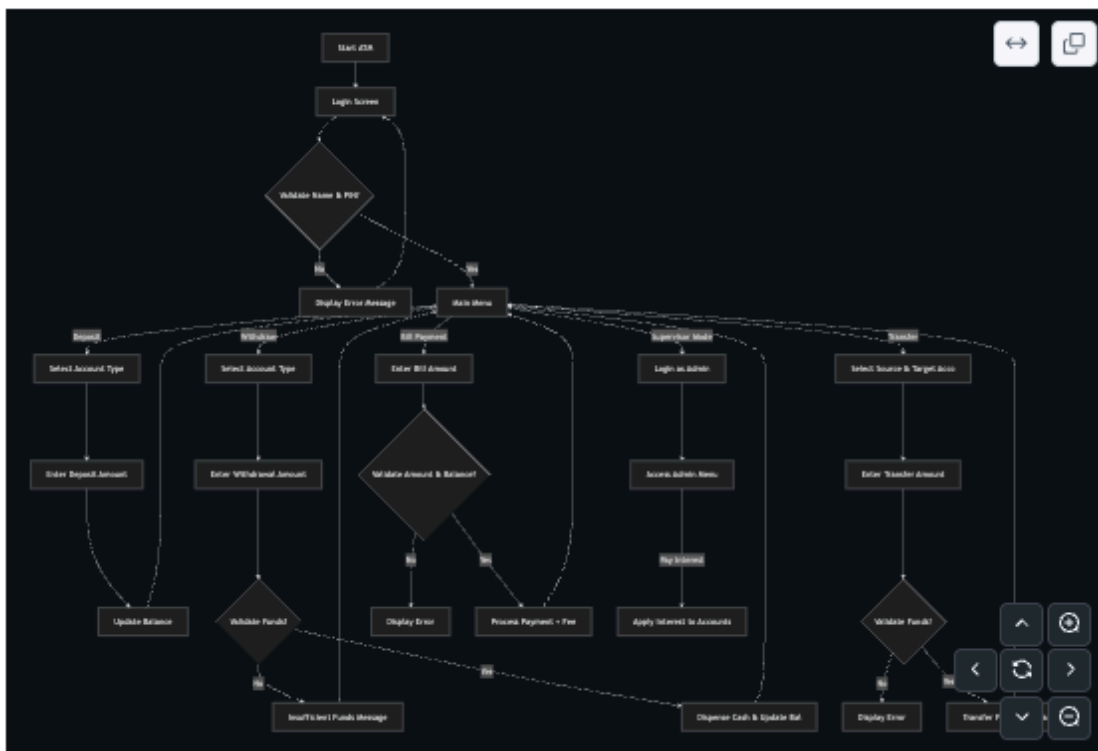 Start ATM
Login Screen
Validate Name & PIN?
No
Yes
Display Error Message
Main Menu
Deposit
Withdraw
Bill Payment
Supervisor Mode
Transfer
Select Account Type
Select Account Type
Enter Bill Amount
Login as Admin
Select Source & Target Acco
Enter Deposit Amount
Enter Withdrawal Amount
Validate Amount & Balance?
Access Admin Menu
Enter Transfer Amount
No
Yes
Pay Interest
Update Balance
Validate Funds?
Display Error
Process Payment + Fee
Apply Interest to Accounts
Validate Funds?
No
Yes
No
Insufficient Funds Message
Dispense Cash & Update Bal
Display Error
Transfer